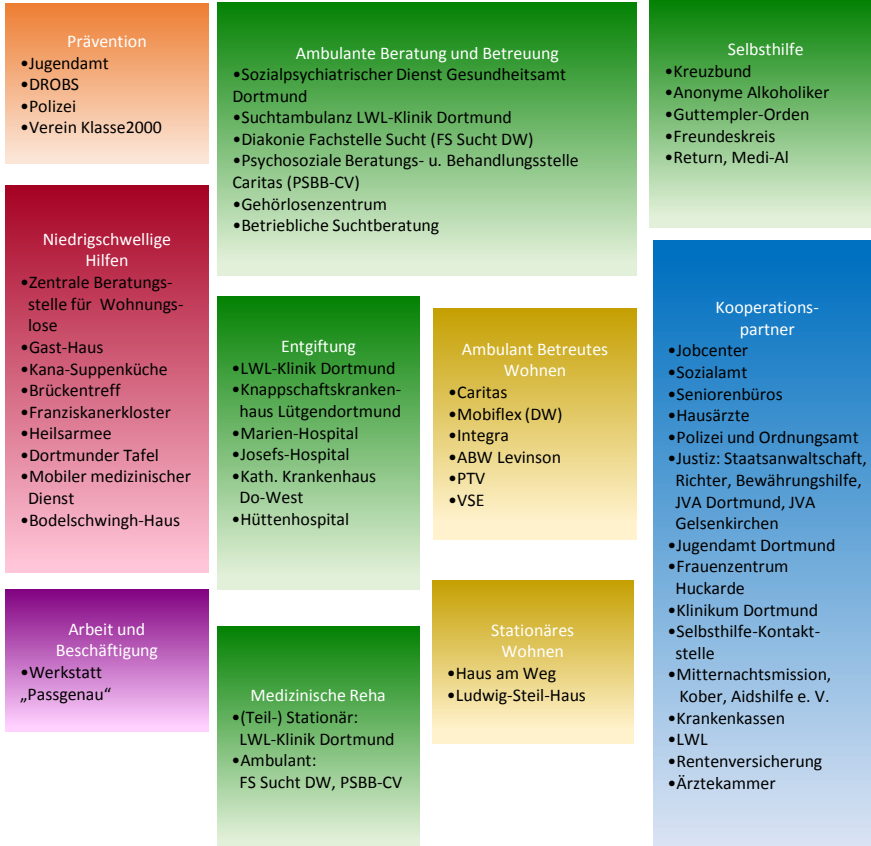 Prävention
•Jugendamt
•DROBS
•Polizei
•Verein Klasse2000
Ambulante Beratung und Betreuung
•Sozialpsychiatrischer Dienst Gesundheitsamt
Dortmund
•Suchtambulanz LWL-Klinik Dortmund
•Diakonie Fachstelle Sucht (FS Sucht DW)
•Psychosoziale Beratungs- u. Behandlungsstelle
Caritas (PSBB-CV)
•Gehörlosenzentrum
•Betriebliche Suchtberatung
Selbsthilfe
•Kreuzbund
•Anonyme Alkoholiker
•Guttempler-Orden
•Freundeskreis
•Return, Medi-Al
Niedrigschwellige
Hilfen
•Zentrale Beratungs-
stelle für Wohnungs-
lose
•Gast-Haus
•Kana-Suppenküche
•Brückentreff
•Franziskanerkloster
•Heilsarmee
•Dortmunder Tafel
•Mobiler medizinischer
Dienst
•Bodelschwingh-Haus
Entgiftung
•LWL-Klinik Dortmund
•Knappschaftskranken-
haus Lütgendortmund
•Marien-Hospital
•Josefs-Hospital
•Kath. Krankenhaus
Do-West
•Hüttenhospital
Ambulant Betreutes
Wohnen
•Caritas
•Mobiflex (DW)
•Integra
•ABW Levinson
•PTV
•VSE
Kooperations-
partner
•Jobcenter
•Sozialamt
•Seniorenbüros
•Hausärzte
•Polizei und Ordnungsamt
•Justiz: Staatsanwaltschaft,
Richter, Bewährungshilfe,
JVA Dortmund, JVA
Gelsenkirchen
•Jugendamt Dortmund
•Frauenzentrum
Huckarde
•Klinikum Dortmund
•Selbsthilfe-Kontakt-
stelle
•Mitternachtsmission,
Kober, Aidshilfe e. V.
•Krankenkassen
•LWL
•Rentenversicherung
•Ärztekammer
Arbeit und
Beschäftigung
•Werkstatt
„Passgenau“
Medizinische Reha
•(Teil-) Stationär:
LWL-Klinik Dortmund
•Ambulant:
FS Sucht DW, PSBB-CV
Stationäres
Wohnen
•Haus am Weg
•Ludwig-Steil-Haus